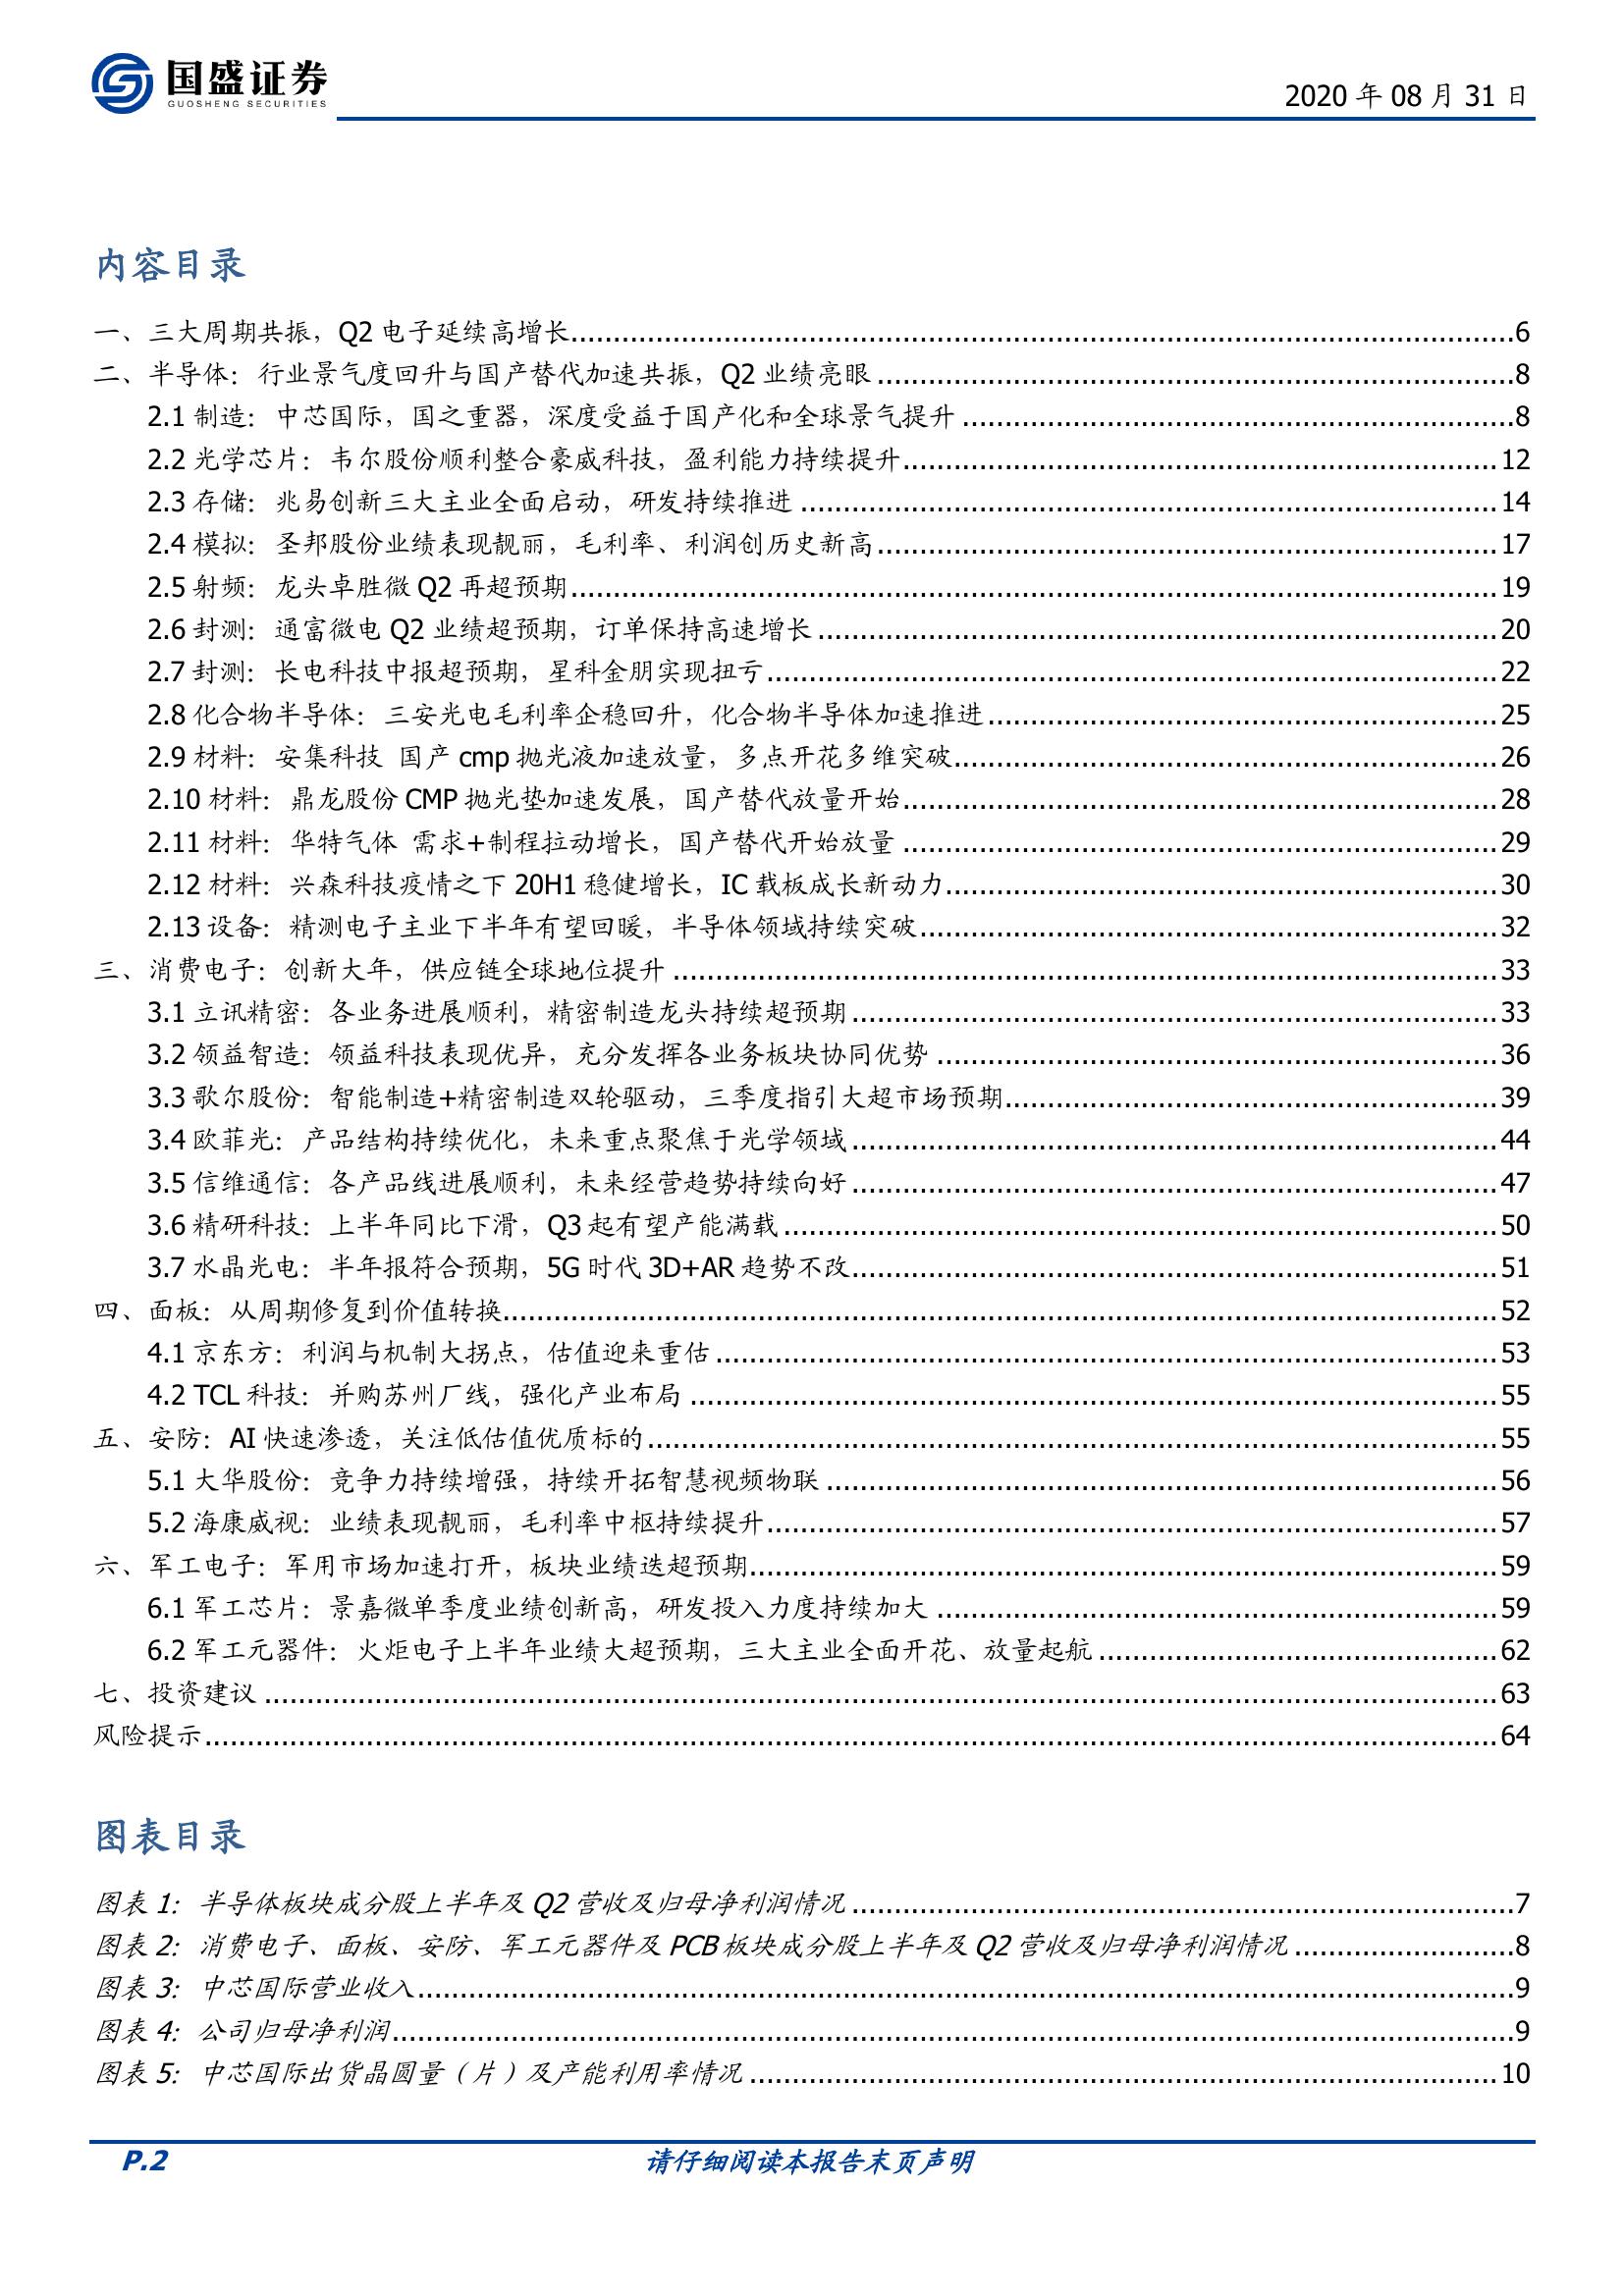 国盛证券
GUOSHENG SECURITIES
2020 年 08 月 31 日
内容目录
一、三大周期共振，Q2 电子延续高增长......6
二、半导体：行业景气度回升与国产替代加速共振，Q2 业绩亮眼......8
2.1 制造：中芯国际，国之重器，深度受益于国产化和全球景气提升......8
2.2 光学芯片：韦尔股份顺利整合豪威科技，盈利能力持续提升......12
2.3 存储：兆易创新三大主业全面启动，研发持续推进......14
2.4 模拟：圣邦股份业绩表现靓丽，毛利率、利润创历史新高......17
2.5 射频：龙头卓胜微 Q2 再超预期......19
2.6 封测：通富微电 Q2 业绩超预期，订单保持高速增长......20
2.7 封测：长电科技中报超预期，星科金朋实现扭亏......22
2.8 化合物半导体：三安光电毛利率企稳回升，化合物半导体加速推进......25
2.9 材料：安集科技 国产 cmp 抛光液加速放量，多点开花多维突破......26
2.10 材料：鼎龙股份 CMP 抛光垫加速发展，国产替代放量开始......28
2.11 材料：华特气体 需求+制程拉动增长，国产替代开始放量......29
2.12 材料：兴森科技疫情之下 20H1 稳健增长，IC 载板成长新动力......30
2.13 设备：精测电子主业下半年有望回暖，半导体领域持续突破......32
三、消费电子：创新大年，供应链全球地位提升......33
3.1 立讯精密：各业务进展顺利，精密制造龙头持续超预期......33
3.2 领益智造：领益科技表现优异，充分发挥各业务板块协同优势......36
3.3 歌尔股份：智能制造+精密制造双轮驱动，三季度指引大超市场预期......39
3.4 欧菲光：产品结构持续优化，未来重点聚焦于光学领域......44
3.5 信维通信：各产品线进展顺利，未来经营趋势持续向好......47
3.6 精研科技：上半年同比下滑，Q3 起有望产能满载......50
3.7 水晶光电：半年报符合预期，5G 时代 3D+AR 趋势不改......51
四、面板：从周期修复到价值转换......52
4.1 京东方：利润与机制大拐点，估值迎来重估......53
4.2 TCL 科技：并购苏州厂线，强化产业布局......55
五、安防：AI 快速渗透，关注低估值优质标的......55
5.1 大华股份：竞争力持续增强，持续开拓智慧视频物联......56
5.2 海康威视：业绩表现靓丽，毛利率中枢持续提升......57
六、军工电子：军用市场加速打开，板块业绩迭超预期......59
6.1 军工芯片：景嘉微单季度业绩创新高，研发投入力度持续加大......59
6.2 军工元器件：火炬电子上半年业绩大超预期，三大主业全面开花、放量起航......62
七、投资建议......63
风险提示......64
图表目录
图表 1：半导体板块成分股上半年及 Q2 营收及归母净利润情况......7
图表 2：消费电子、面板、安防、军工元器件及 PCB 板块成分股上半年及 Q2 营收及归母净利润情况......8
图表 3：中芯国际营业收入......9
图表 4：公司归母净利润......9
图表 5：中芯国际出货晶圆量（片）及产能利用率情况......10
P.2
请仔细阅读本报告末页声明